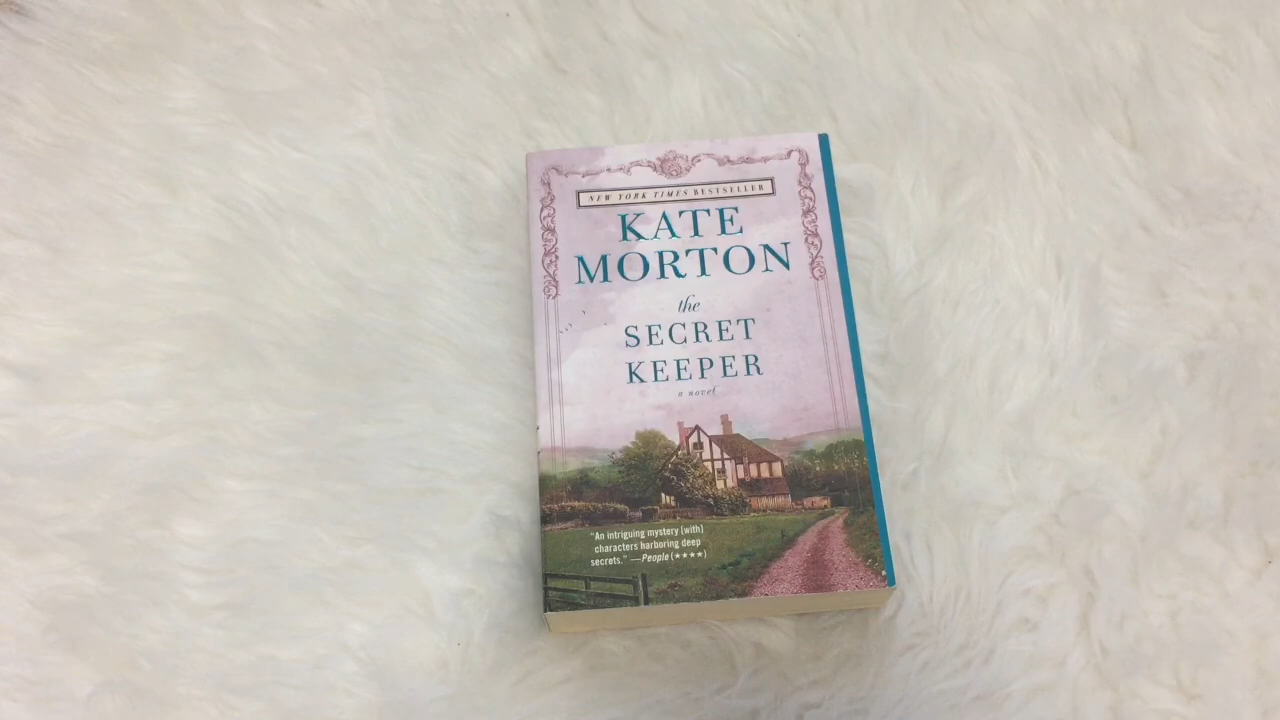 NEW YORK TIMES BESTSELLER
KATE
MORTON
the
SECRET
KEEPER
a novel
"An intriguing mystery [with]
characters harboring deep
secrets." —People (★★★★)